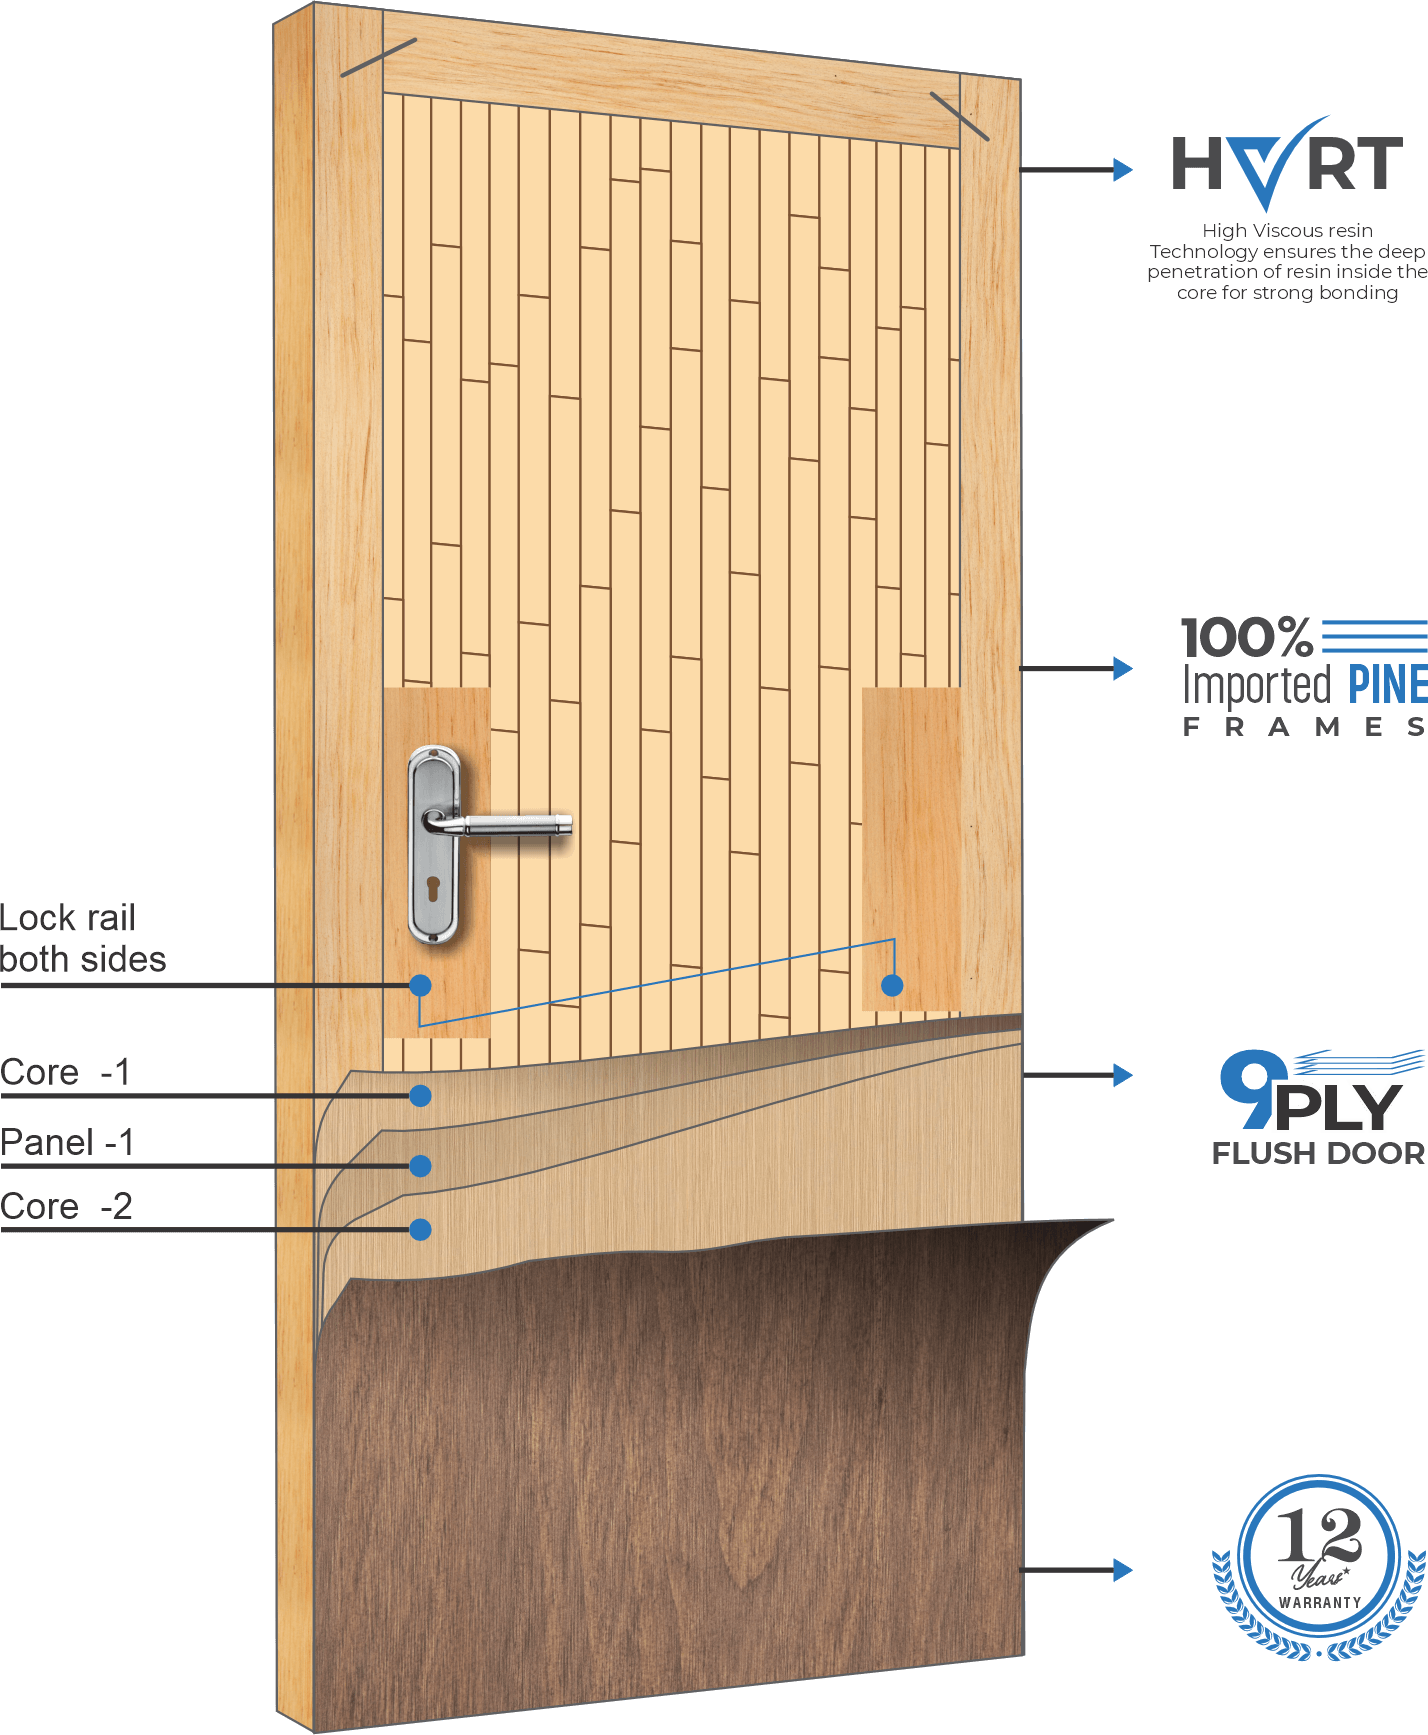 HVRT
High Viscous resin
Technology ensures the deep
penetration of resin inside the
core for strong bonding
100%
Imported PINE
FRAMES
Lock rail
both sides
Core -1
Panel -1
Core -2
9PLY
FLUSH DOOR
12
Years*
WARRANTY